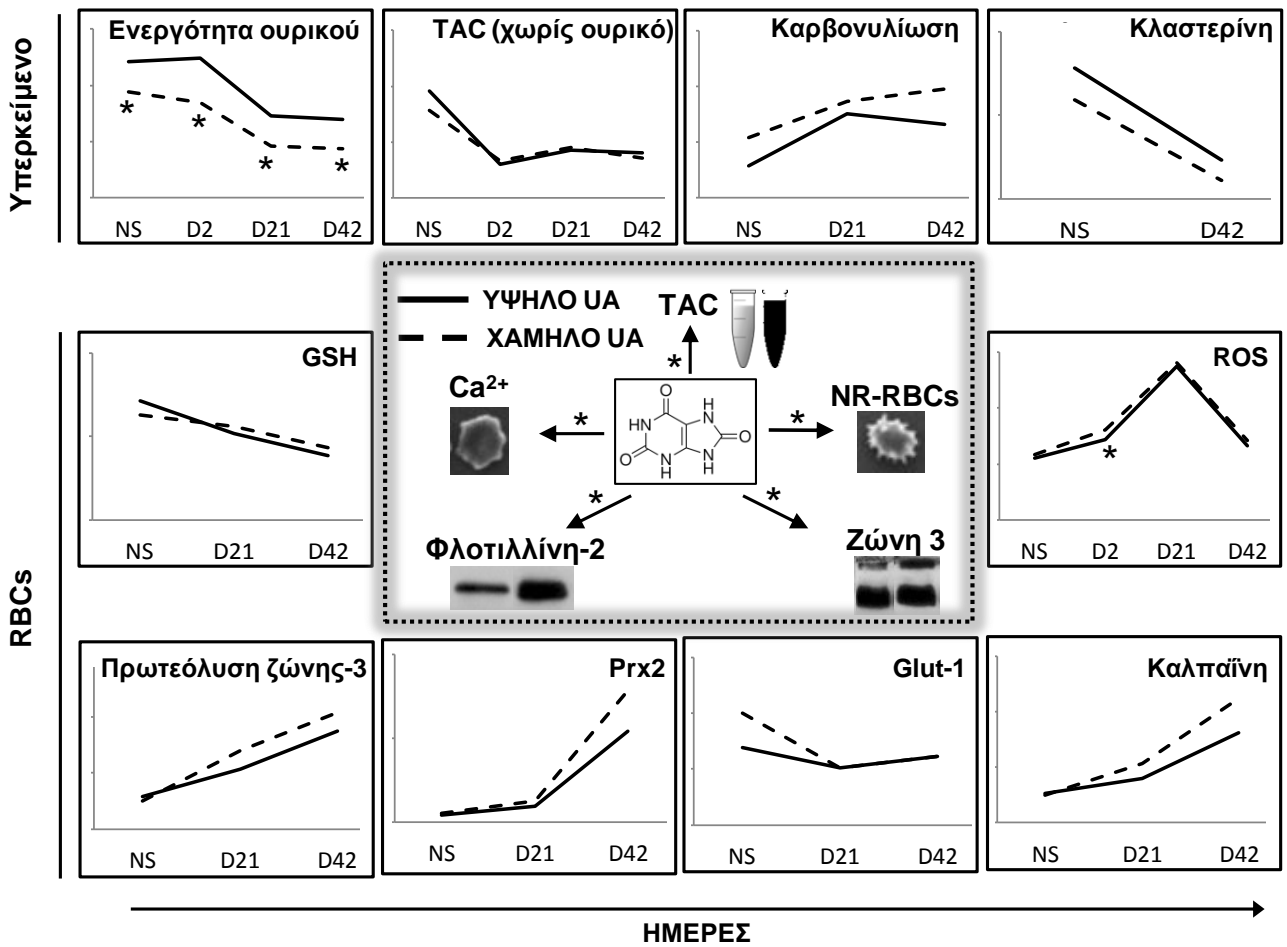 Υπερκείμενο
Ενεργότητα ουρικού
* * * *
NS D2 D21 D42
TAC (χωρίς ουρικό)
NS D2 D21 D42
Καρβονυλίωση
NS D21 D42
Κλαστερίνη
NS D42
RBCs
GSH
NS D21 D42
ΥΨΗΛΟ UA
ΧΑΜΗΛΟ UA
TAC
*
Ca2+
*
NR-RBCs
*
O
HN
N
H
O
H
N
N
H
O
*
Φλοτιλλίνη-2
*
Ζώνη 3
ROS
*
NS D2 D21 D42
Πρωτεόλυση ζώνης-3
NS D21 D42
Prx2
NS D21 D42
Glut-1
NS D21 D42
Καλπαΐνη
NS D21 D42
ΗΜΕΡΕΣ